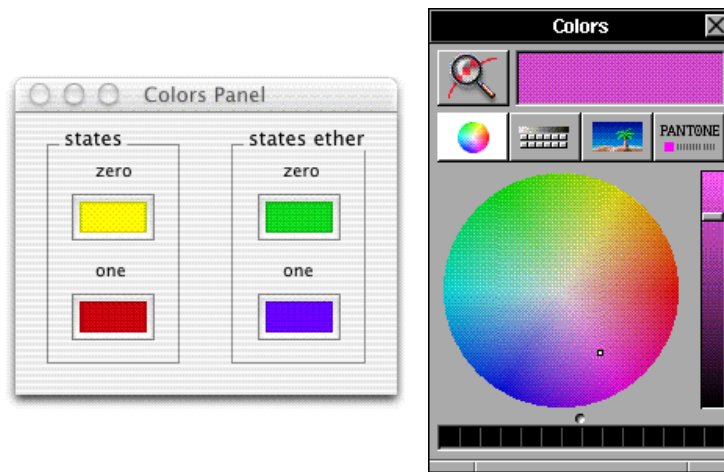 Colors Panel
states
states ether
zero
zero
one
one
Colors
PANTONE